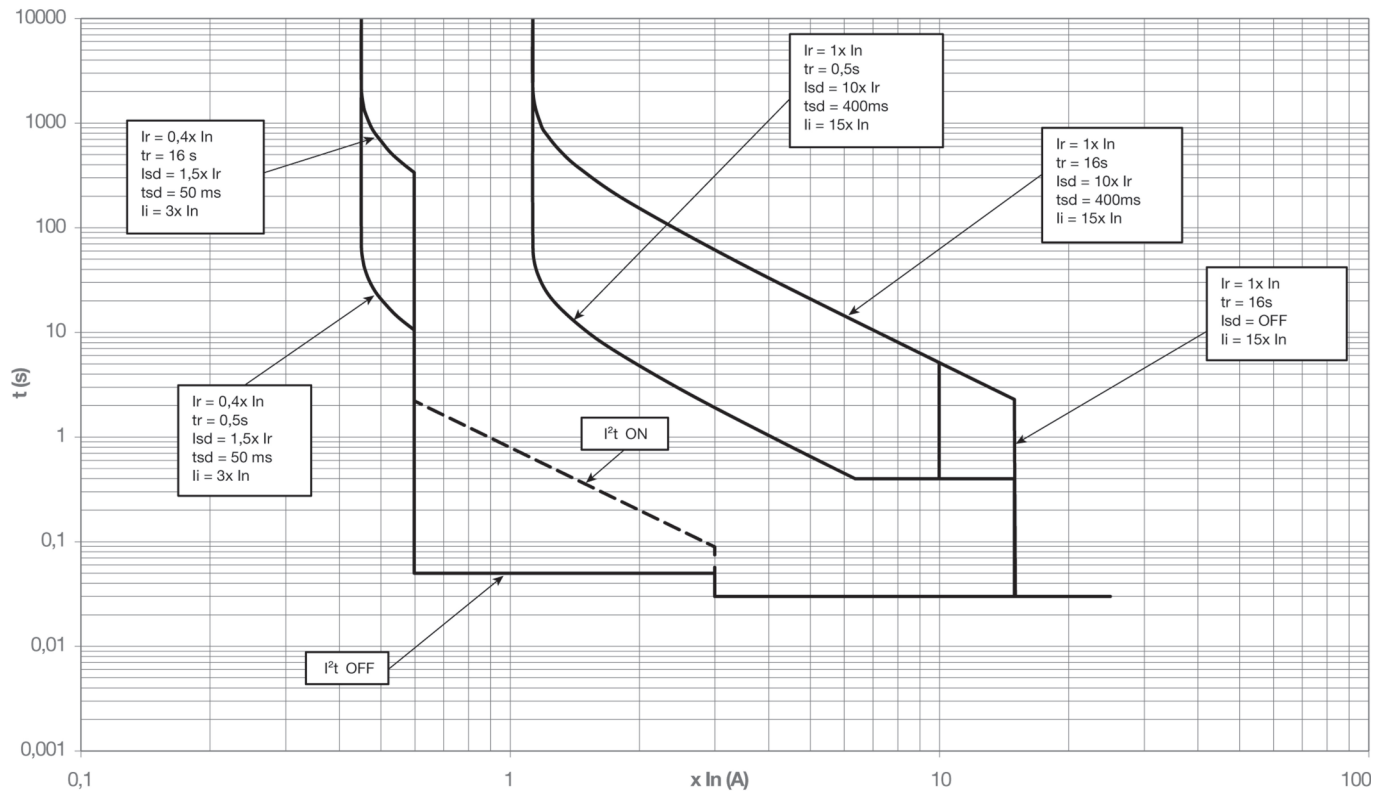 10000
1000
100
10
1
0,1
0,01
0,001
t (s)
0,1
1
10
100
x In (A)
Ir = 0,4x In
tr = 16 s
Isd = 1,5x Ir
tsd = 50 ms
Ii = 3x In
Ir = 1x In
tr = 0,5s
Isd = 10x Ir
tsd = 400ms
Ii = 15x In
Ir = 1x In
tr = 16s
Isd = 10x Ir
tsd = 400ms
Ii = 15x In
Ir = 1x In
tr = 16s
Isd = OFF
Ii = 15x In
Ir = 0,4x In
tr = 0,5s
Isd = 1,5x Ir
tsd = 50 ms
Ii = 3x In
I²t ON
I²t OFF